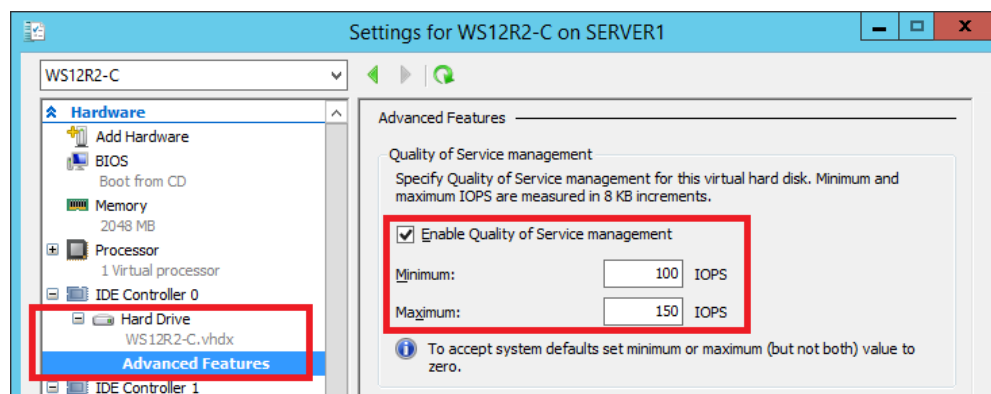 Settings for WS12R2-C on SERVER1
WS12R2-C
Hardware
Add Hardware
BIOS
Boot from CD
Memory
2048 MB
Processor
1 Virtual processor
IDE Controller 0
Hard Drive
WS12R2-C.vhdx
Advanced Features
IDE Controller 1
Advanced Features
Quality of Service management
Specify Quality of Service management for this virtual hard disk. Minimum and
maximum IOPS are measured in 8 KB increments.
Enable Quality of Service management
Minimum: 100 IOPS
Maximum: 150 IOPS
To accept system defaults set minimum or maximum (but not both) value to
zero.